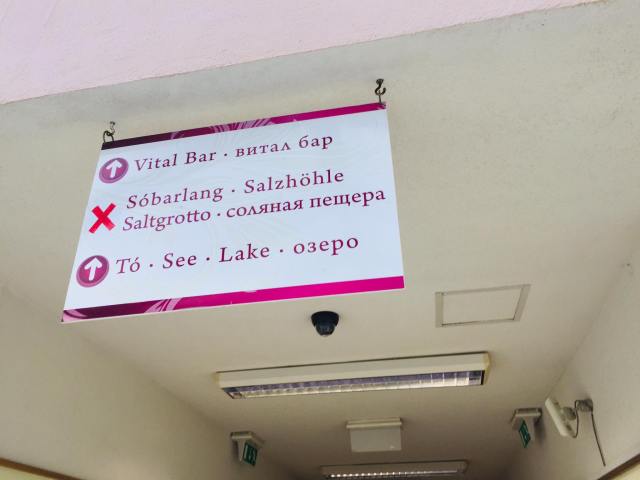 Vital Bar · витал бар
Sóbarlang · Salzhöhle
Saltgrotto · соляная пещера
Tó · See · Lake · озеро